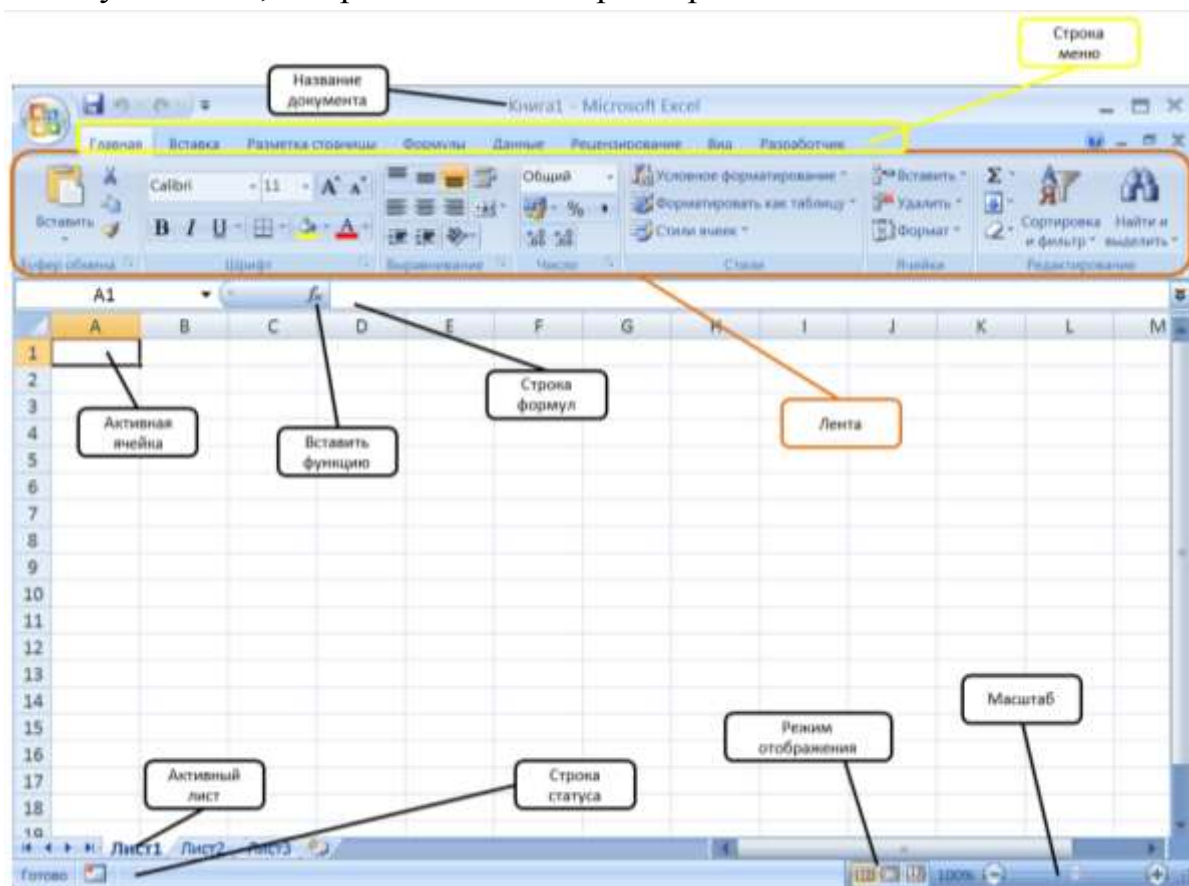 Строка
меню
Название
документа
Книга1 - Microsoft Excel
Главная Вставка Разметка страницы Формулы Данные Рецензирование Вид Разработчик
Calibri 11 Общий Условное форматирование Вставить Σ
Форматировать как таблицу Удалить
Вставить Ж К Ч % Стили ячеек Формат Сортировка и фильтр Найти и выделить
Буфер обмена Шрифт Выравнивание Число Стили Ячейки Редактирование
A1 fx
A B C D E F G H I J K L M
1
2
3
4
5
6
7
8
9
10
11
12
13
14
15
16
17
18
19
Активная
ячейка
Вставить
функцию
Строка
формул
Лента
Масштаб
Режим
отображения
Активный
лист
Строка
статуса
Лист1 Лист2 Лист3
Готово 100%